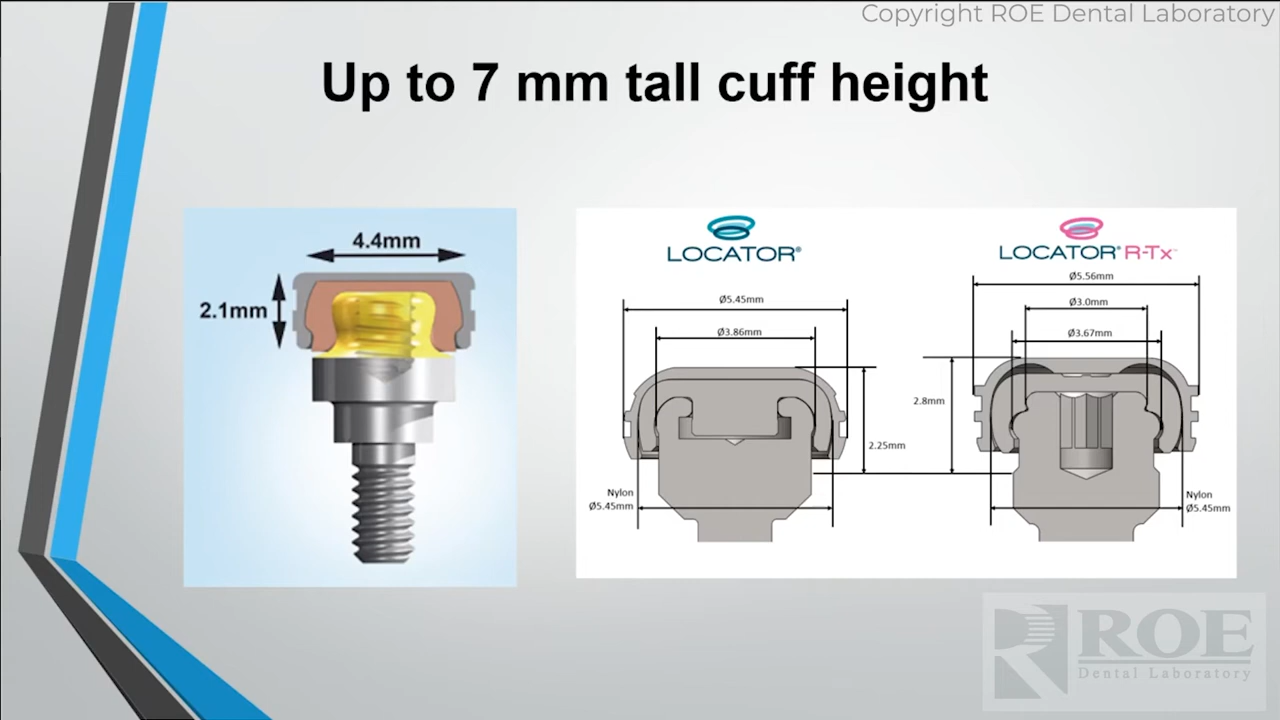 Copyright ROE Dental Laboratory
Up to 7 mm tall cuff height
4.4mm
2.1mm
LOCATOR®
Ø5.45mm
Ø3.86mm
2.25mm
Nylon
Ø5.45mm
LOCATOR® R-Tx™
Ø5.56mm
Ø3.0mm
Ø3.67mm
2.8mm
Nylon
Ø5.45mm
ROE
Dental Laboratory